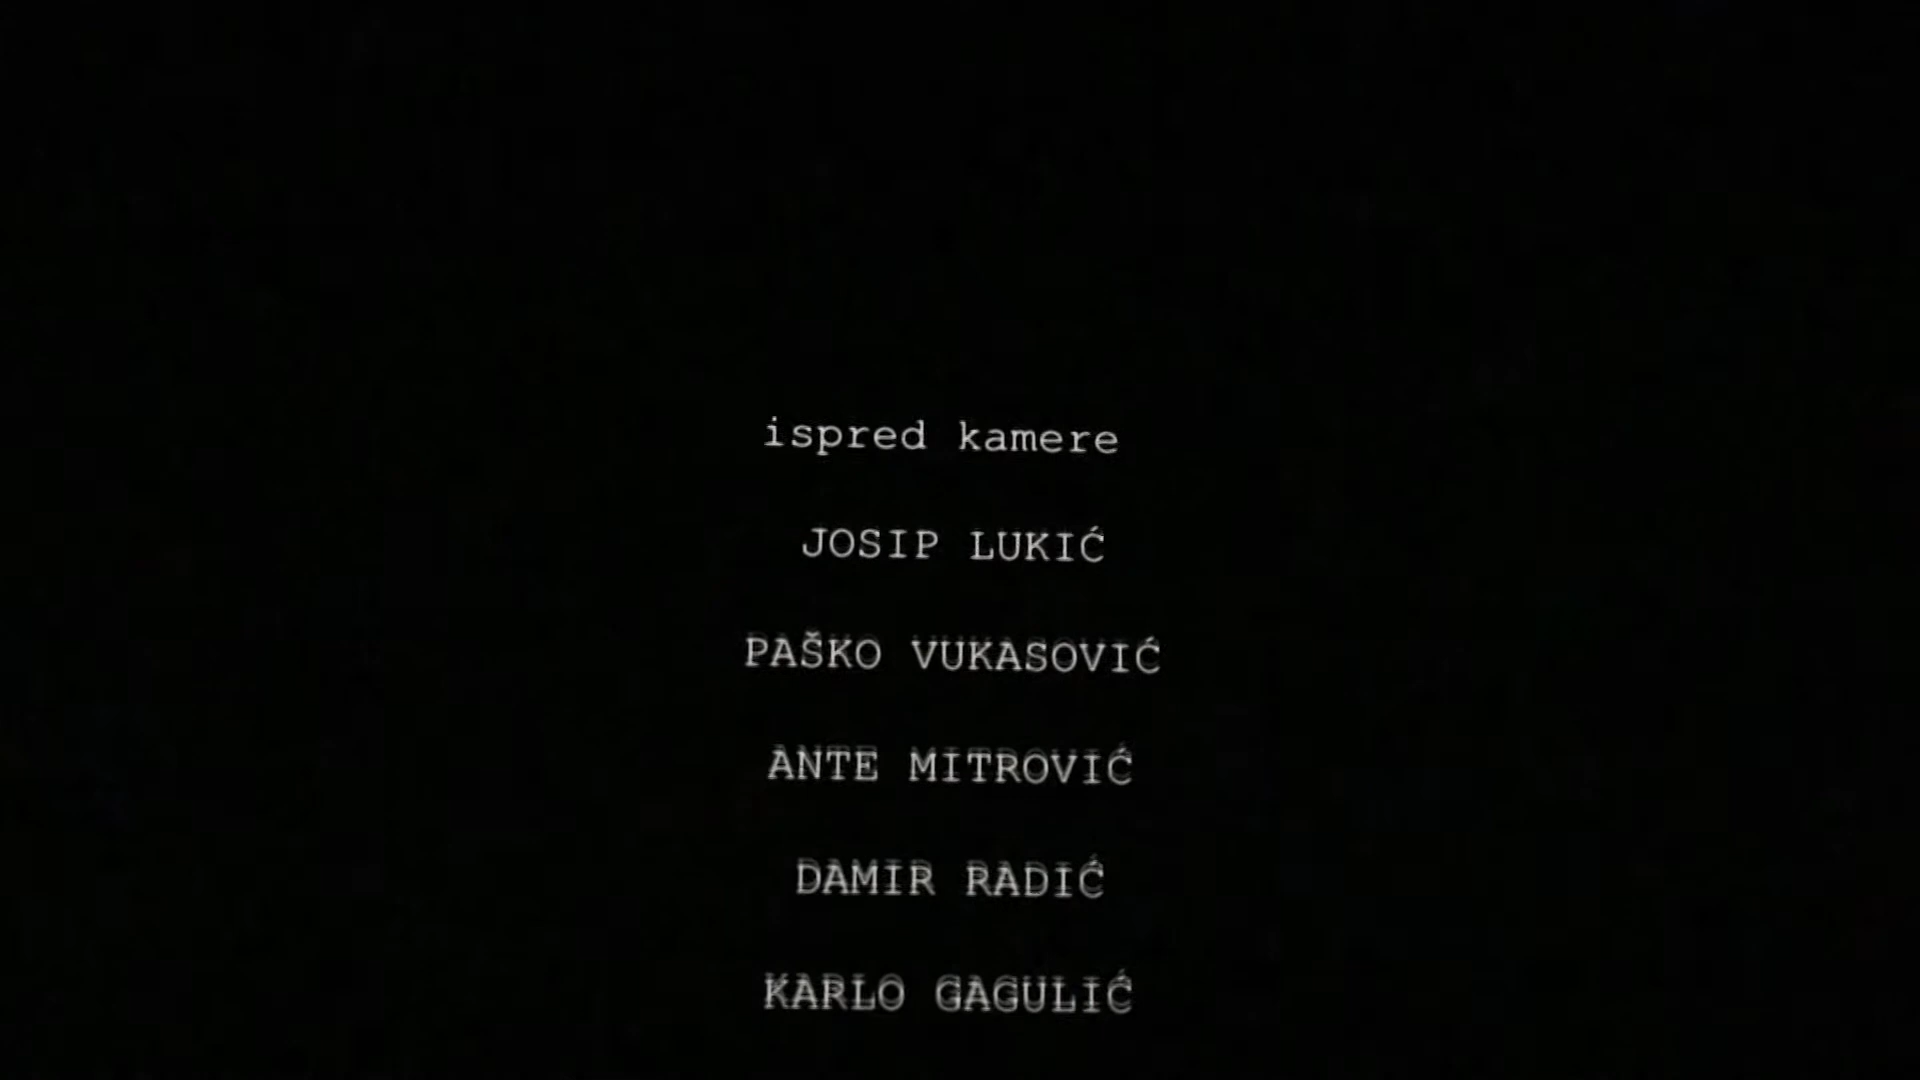 ispred kamere
JOSIP LUKIĆ
PAŠKO VUKASOVIĆ
ANTE MITROVIĆ
DAMIR RADIĆ
KARLO GAGULIĆ